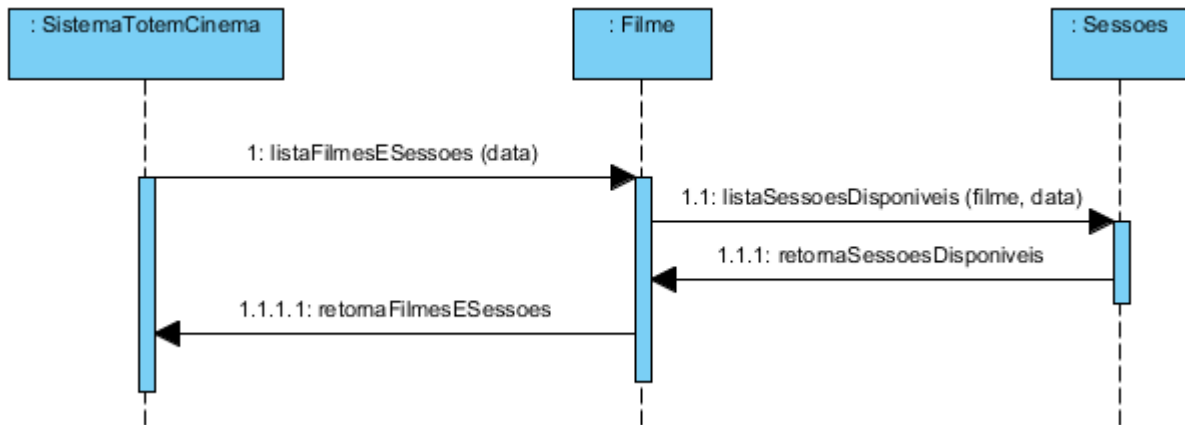 : SistemaTotemCinema
: Filme
: Sessoes
1: listaFilmesESessoes (data)
1.1: listaSessoesDisponiveis (filme, data)
1.1.1: retornaSessoesDisponiveis
1.1.1.1: retornaFilmesESessoes